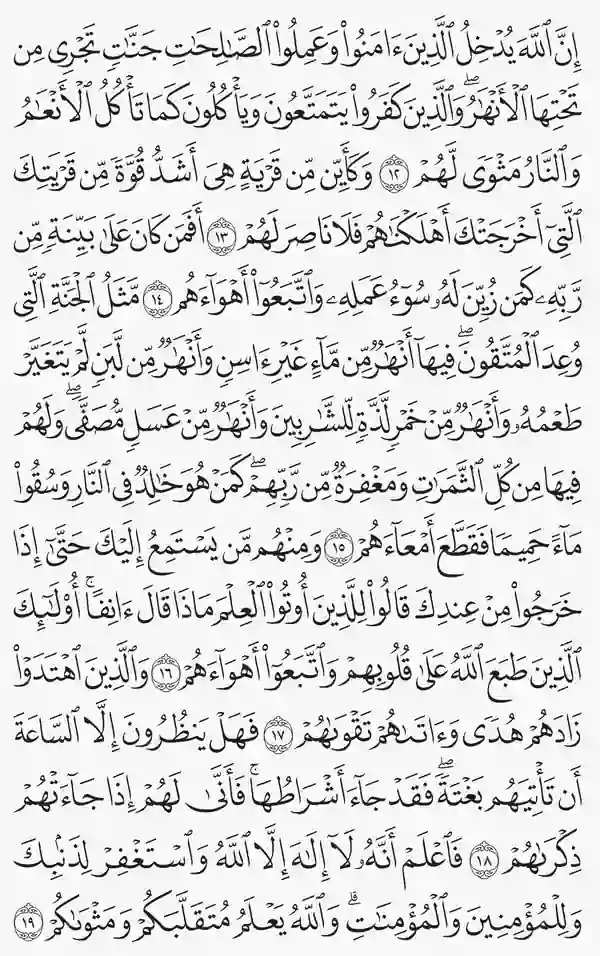 إِنَّ ٱللَّهَ يُدْخِلُ ٱلَّذِينَ ءَامَنُوا۟ وَعَمِلُوا۟ ٱلصَّـٰلِحَـٰتِ جَنَّـٰتٍ تَجْرِى مِن
تَحْتِهَا ٱلْأَنْهَـٰرُ ۖ وَٱلَّذِينَ كَفَرُوا۟ يَتَمَتَّعُونَ وَيَأْكُلُونَ كَمَا تَأْكُلُ ٱلْأَنْعَـٰمُ
وَٱلنَّارُ مَثْوًى لَّهُمْ ١٢ وَكَأَيِّن مِّن قَرْيَةٍ هِىَ أَشَدُّ قُوَّةً مِّن قَرْيَتِكَ
ٱلَّتِىٓ أَخْرَجَتْكَ أَهْلَكْنَـٰهُمْ فَلَا نَاصِرَ لَهُمْ ١٣ أَفَمَن كَانَ عَلَىٰ بَيِّنَةٍ مِّن
رَّبِّهِۦ كَمَن زُيِّنَ لَهُۥ سُوٓءُ عَمَلِهِۦ وَٱتَّبَعُوٓا۟ أَهْوَآءَهُم ١٤ مَّثَلُ ٱلْجَنَّةِ ٱلَّتِى
وُعِدَ ٱلْمُتَّقُونَ ۖ فِيهَآ أَنْهَـٰرٌ مِّن مَّآءٍ غَيْرِ ءَاسِنٍ وَأَنْهَـٰرٌ مِّن لَّبَنٍ لَّمْ يَتَغَيَّرْ
طَعْمُهُۥ وَأَنْهَـٰرٌ مِّنْ خَمْرٍ لَّذَّةٍ لِّلشَّـٰرِبِينَ وَأَنْهَـٰرٌ مِّنْ عَسَلٍ مُّصَفًّى ۖ وَلَهُمْ
فِيهَا مِن كُلِّ ٱلثَّمَرَٰتِ وَمَغْفِرَةٌ مِّن رَّبِّهِمْ ۖ كَمَنْ هُوَ خَـٰلِدٌ فِى ٱلنَّارِ وَسُقُوا۟
مَآءً حَمِيمًا فَقَطَّعَ أَمْعَآءَهُمْ ١٥ وَمِنْهُم مَّن يَسْتَمِعُ إِلَيْكَ حَتَّىٰٓ إِذَا
خَرَجُوا۟ مِنْ عِندِكَ قَالُوا۟ لِلَّذِينَ أُوتُوا۟ ٱلْعِلْمَ مَاذَا قَالَ ءَانِفًا ۚ أُو۟لَـٰٓئِكَ
ٱلَّذِينَ طَبَعَ ٱللَّهُ عَلَىٰ قُلُوبِهِمْ وَٱتَّبَعُوٓا۟ أَهْوَآءَهُمْ ١٦ وَٱلَّذِينَ ٱهْتَدَوْا۟
زَادَهُمْ هُدًى وَءَاتَىٰهُمْ تَقْوَىٰهُمْ ١٧ فَهَلْ يَنظُرُونَ إِلَّا ٱلسَّاعَةَ
أَن تَأْتِيَهُم بَغْتَةً ۖ فَقَدْ جَآءَ أَشْرَاطُهَا ۚ فَأَنَّىٰ لَهُمْ إِذَا جَآءَتْهُمْ
ذِكْرَىٰهُمْ ١٨ فَٱعْلَمْ أَنَّهُۥ لَآ إِلَـٰهَ إِلَّا ٱللَّهُ وَٱسْتَغْفِرْ لِذَنۢبِكَ
وَلِلْمُؤْمِنِينَ وَٱلْمُؤْمِنَـٰتِ ۗ وَٱللَّهُ يَعْلَمُ مُتَقَلَّبَكُمْ وَمَثْوَىٰكُمْ ١٩